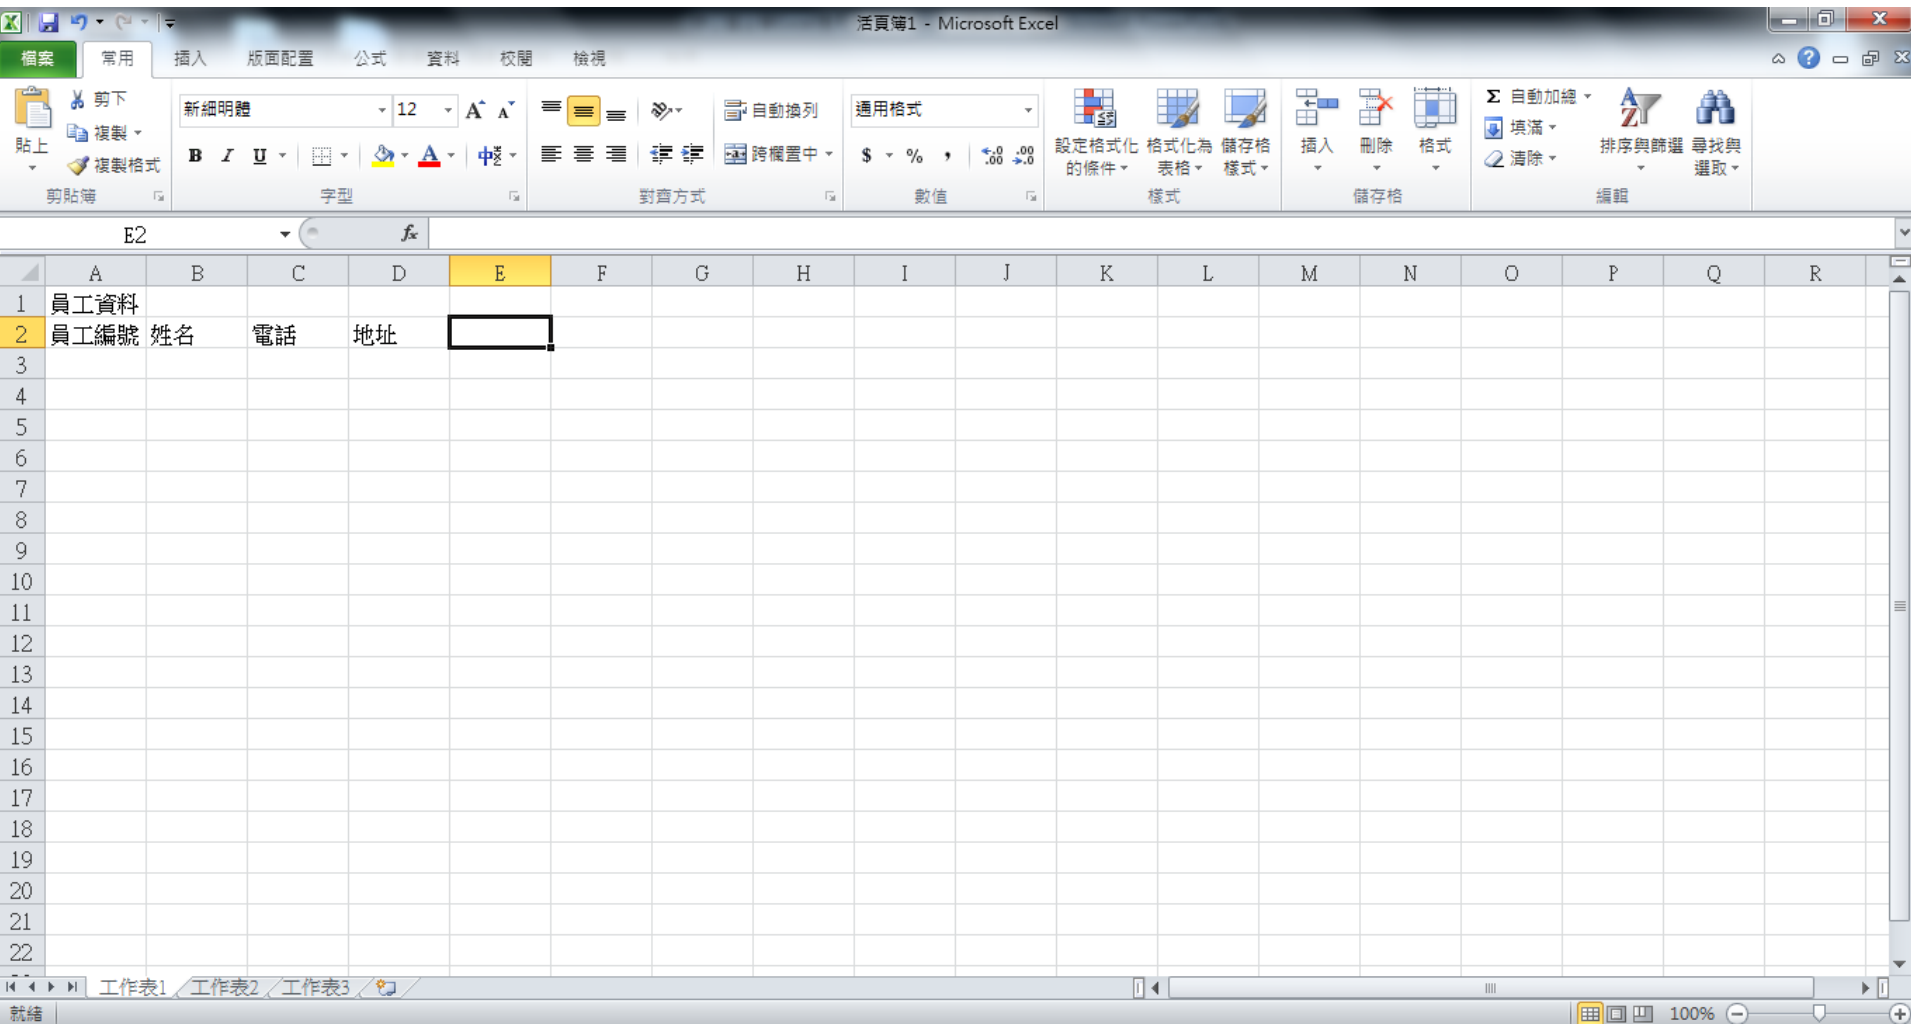 活頁簿1 - Microsoft Excel
檔案 常用 插入 版面配置 公式 資料 校閱 檢視
貼上 剪下 複製 複製格式
新細明體 12
B I U A 中
自動換列
跨欄置中
通用格式
$ % ,
設定格式化的條件 格式化為表格 儲存格樣式
插入 刪除 格式
Σ 自動加總
填滿
清除
排序與篩選 尋找與選取
剪貼簿 字型 對齊方式 數值 樣式 儲存格 編輯
E2 fx
A B C D E F G H I J K L M N O P Q R
1 員工資料
2 員工編號 姓名 電話 地址
3
4
5
6
7
8
9
10
11
12
13
14
15
16
17
18
19
20
21
22
工作表1 工作表2 工作表3
就緒 100%